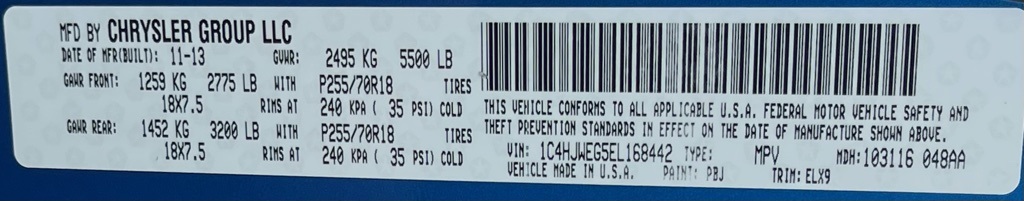 MFD BY CHRYSLER GROUP LLC
DATE OF MFR(BUILT): 11-13 GVWR: 2495 KG 5500 LB
GAWR FRONT: 1259 KG 2775 LB WITH P255/70R18 TIRES
18X7.5 RIMS AT 240 KPA ( 35 PSI) COLD
GAWR REAR: 1452 KG 3200 LB WITH P255/70R18 TIRES
18X7.5 RIMS AT 240 KPA ( 35 PSI) COLD
THIS VEHICLE CONFORMS TO ALL APPLICABLE U.S.A. FEDERAL MOTOR VEHICLE SAFETY AND
THEFT PREVENTION STANDARDS IN EFFECT ON THE DATE OF MANUFACTURE SHOWN ABOVE.
VIN: 1C4HJWEG5EL168442 TYPE: MPV MDH:103116 048AA
VEHICLE MADE IN U.S.A. PAINT: PBJ TRIM: ELX9